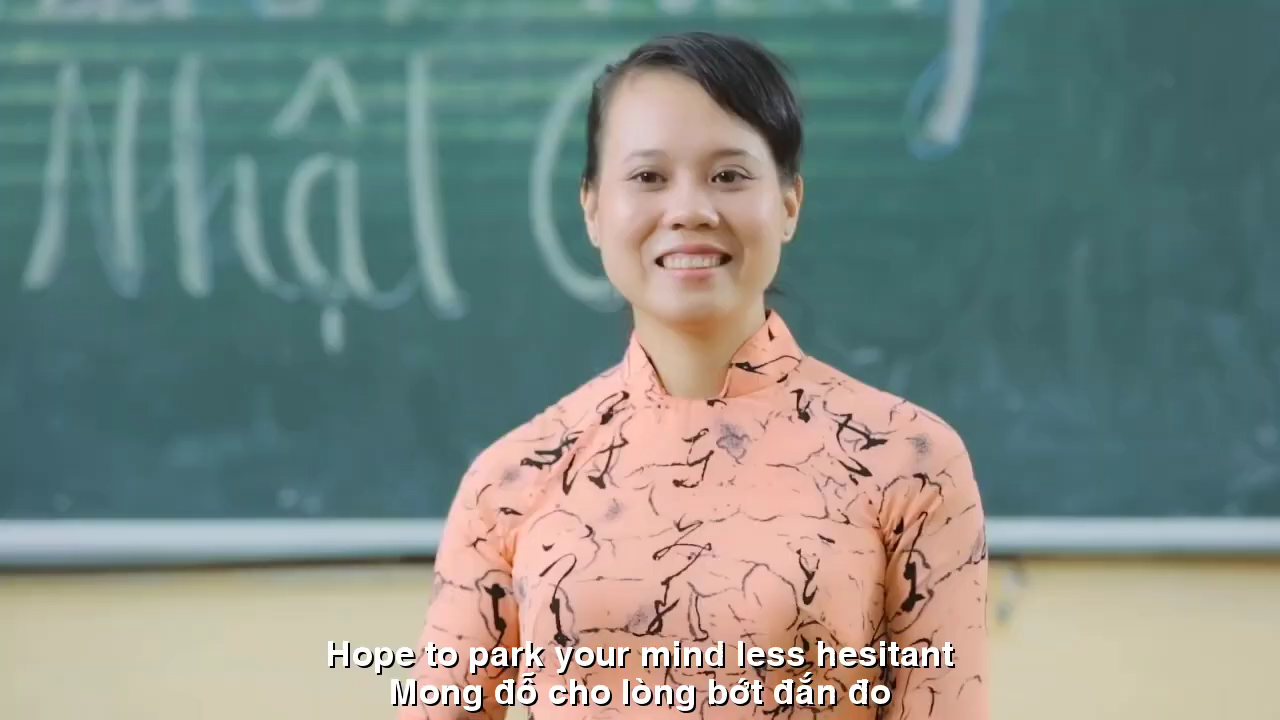 Nhật
Hope to park your mind less hesitant
Mong đỗ cho lòng bớt đắn đo